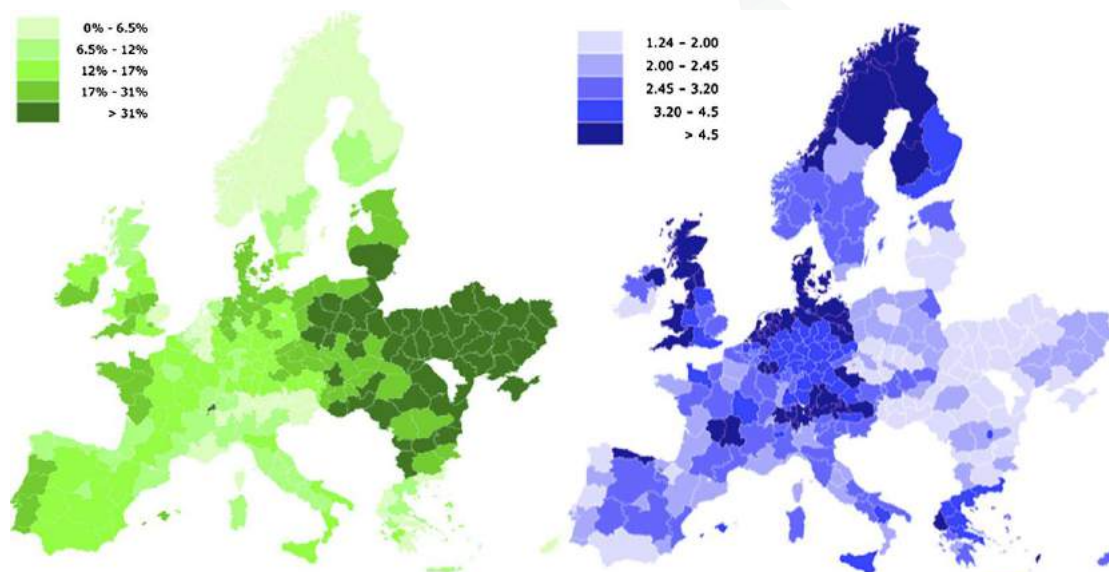 0% - 6.5%
6.5% - 12%
12% - 17%
17% - 31%
> 31%
1.24 – 2.00
2.00 – 2.45
2.45 – 3.20
3.20 – 4.5
> 4.5